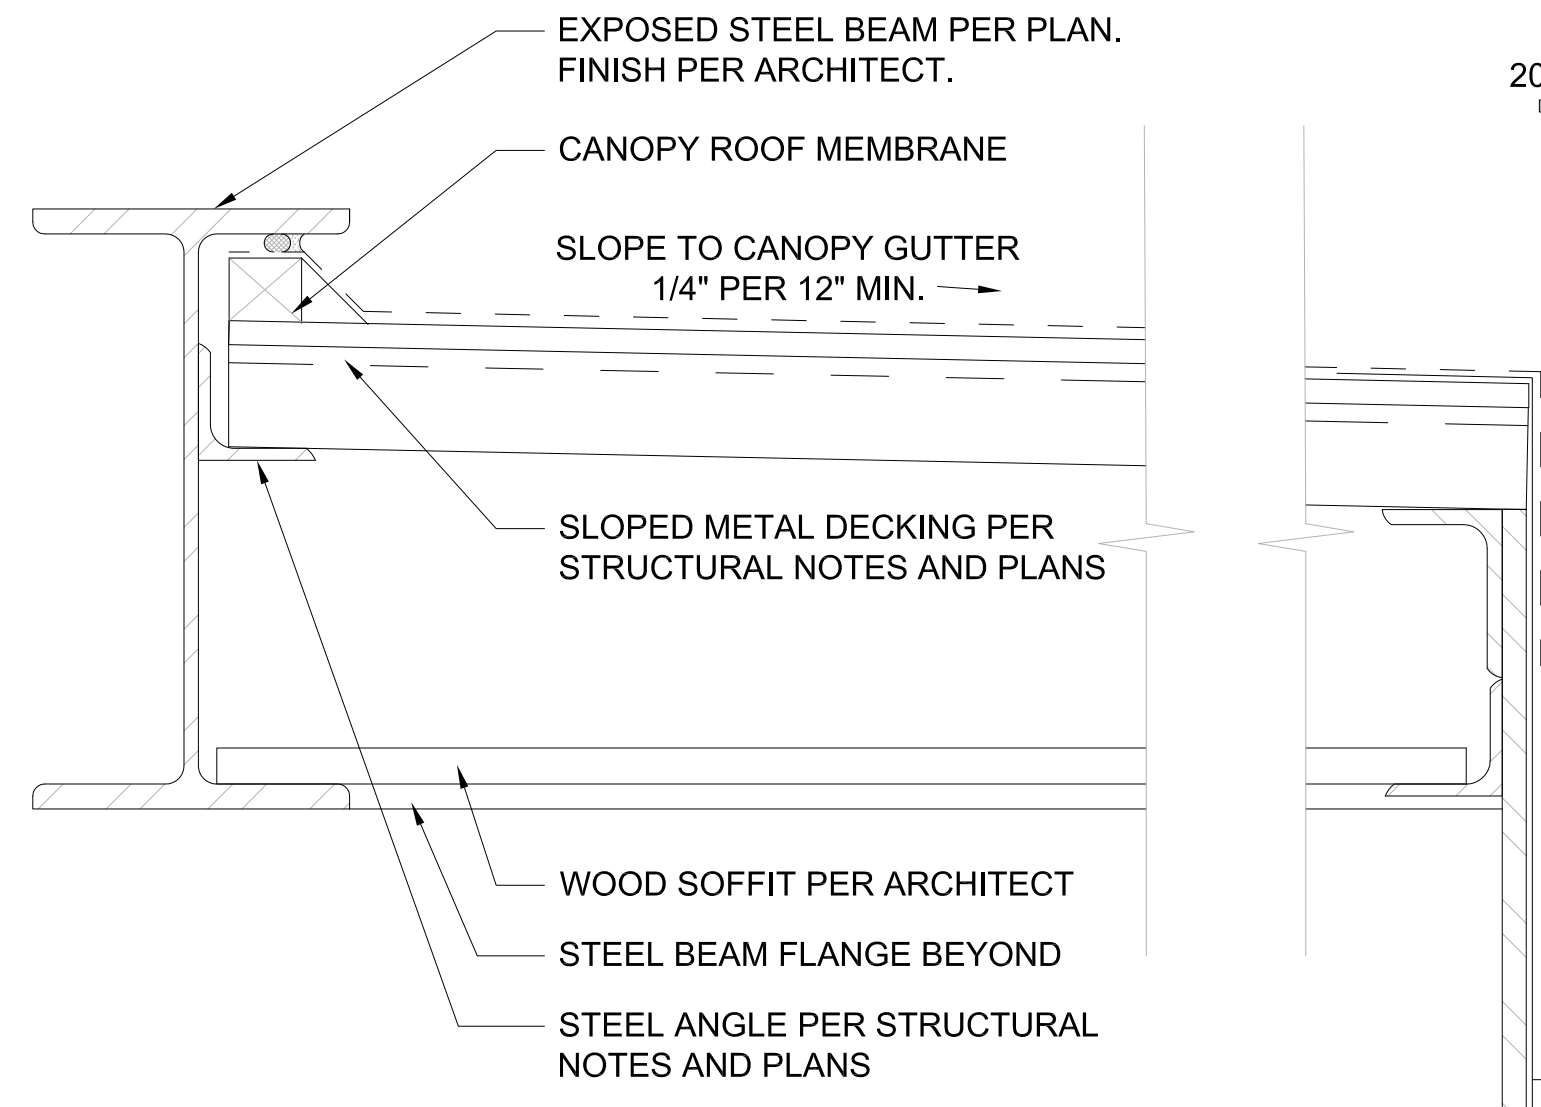 EXPOSED STEEL BEAM PER PLAN.
FINISH PER ARCHITECT.
20
CANOPY ROOF MEMBRANE
SLOPE TO CANOPY GUTTER
1/4" PER 12" MIN.
SLOPED METAL DECKING PER
STRUCTURAL NOTES AND PLANS
WOOD SOFFIT PER ARCHITECT
STEEL BEAM FLANGE BEYOND
STEEL ANGLE PER STRUCTURAL
NOTES AND PLANS